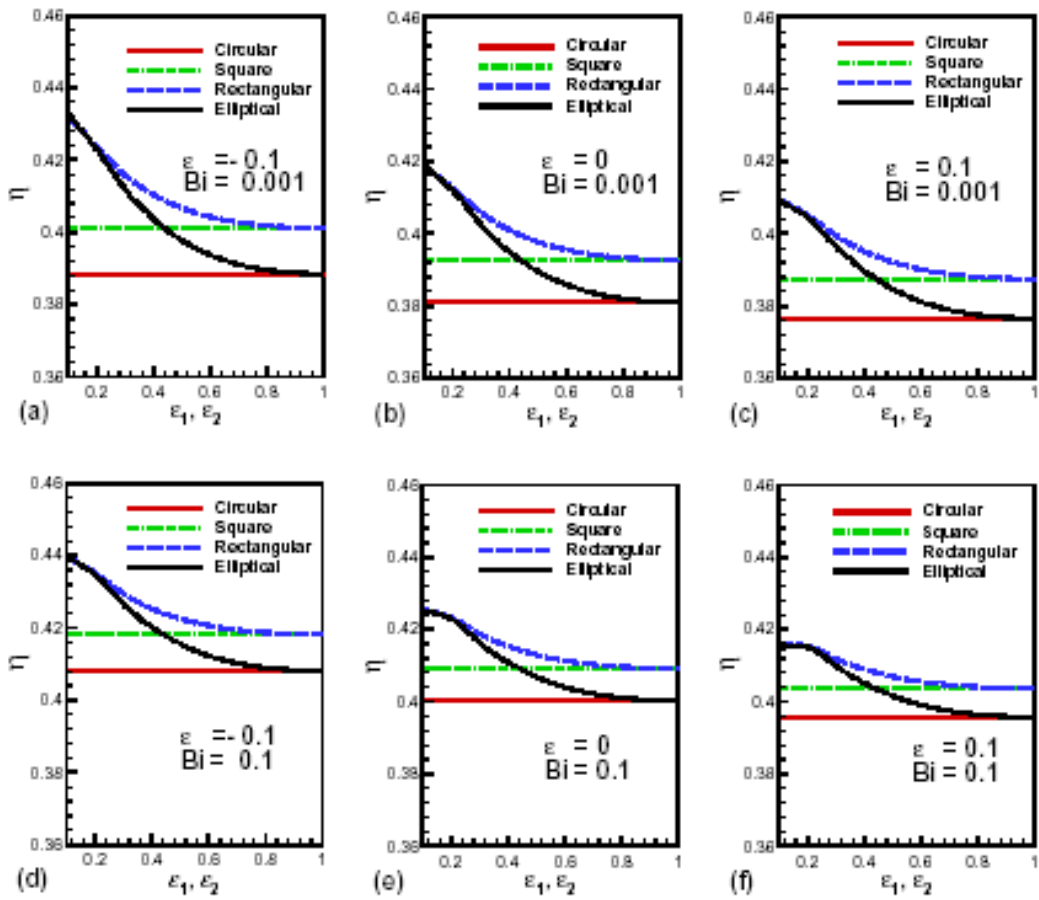 0.46
0.44
0.42
0.4
0.38
0.36
η
Circular
Square
Rectangular
Elliptical
ε = - 0.1
Bi = 0.001
0.2 0.4 0.6 0.8 1
(a) ε1, ε2
0.46
0.44
0.42
0.4
0.38
0.36
η
Circular
Square
Rectangular
Elliptical
ε = 0
Bi = 0.001
0.2 0.4 0.6 0.8 1
(b) ε1, ε2
0.46
0.44
0.42
0.4
0.38
0.36
η
Circular
Square
Rectangular
Elliptical
ε = 0.1
Bi = 0.001
0.2 0.4 0.6 0.8 1
(c) ε1, ε2
0.46
0.44
0.42
0.4
0.38
0.36
η
Circular
Square
Rectangular
Elliptical
ε = -0.1
Bi = 0.1
0.2 0.4 0.6 0.8 1
(d) ε1, ε2
0.46
0.44
0.42
0.4
0.38
0.36
η
Circular
Square
Rectangular
Elliptical
ε = 0
Bi = 0.1
0.2 0.4 0.6 0.8 1
(e) ε1, ε2
0.46
0.44
0.42
0.4
0.38
0.36
η
Circular
Square
Rectangular
Elliptical
ε = 0.1
Bi = 0.1
0.2 0.4 0.6 0.8 1
(f) ε1, ε2